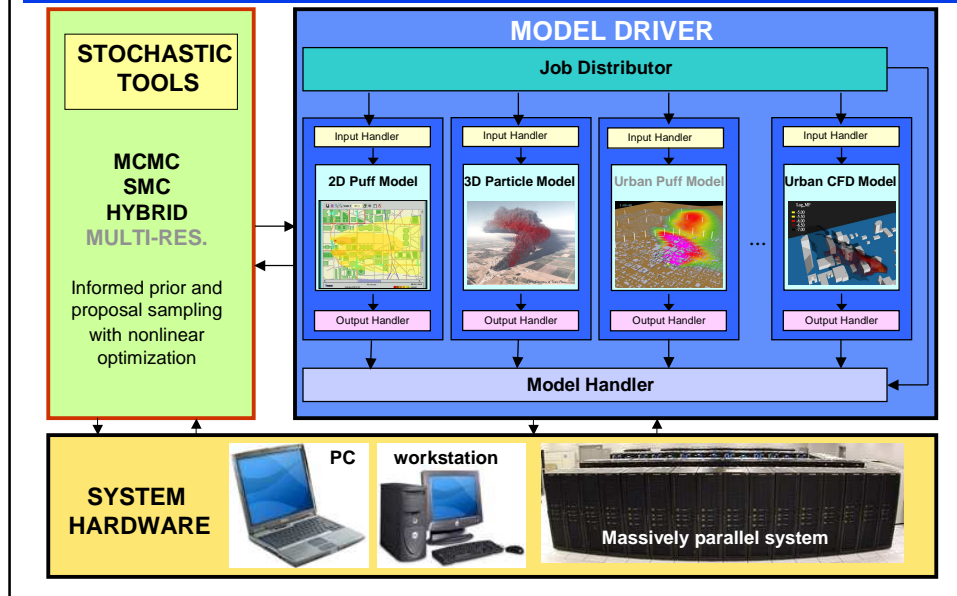 STOCHASTIC
TOOLS
MCMC
SMC
HYBRID
MULTI-RES.
Informed prior and
proposal sampling
with nonlinear
optimization
MODEL DRIVER
Job Distributor
Input Handler
2D Puff Model
Output Handler
Input Handler
3D Particle Model
Output Handler
Input Handler
Urban Puff Model
Output Handler
...
Input Handler
Urban CFD Model
Output Handler
Model Handler
SYSTEM
HARDWARE
PC
workstation
Massively parallel system